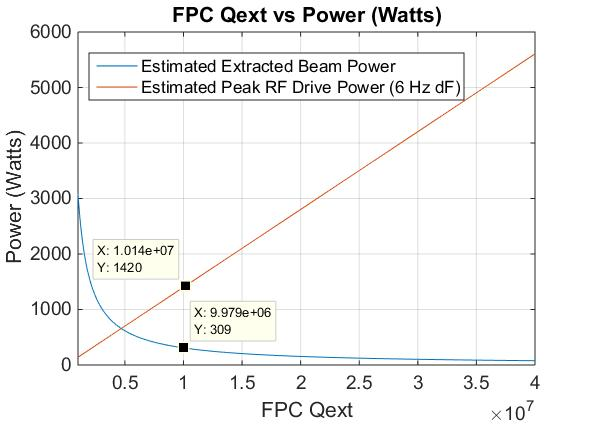 FPC Qext vs Power (Watts)
6000
5000
4000
3000
2000
1000
0
Power (Watts)
Estimated Extracted Beam Power
Estimated Peak RF Drive Power (6 Hz dF)
X: 1.014e+07
Y: 1420
X: 9.979e+06
Y: 309
0.5 1 1.5 2 2.5 3 3.5 4
FPC Qext
×10⁷